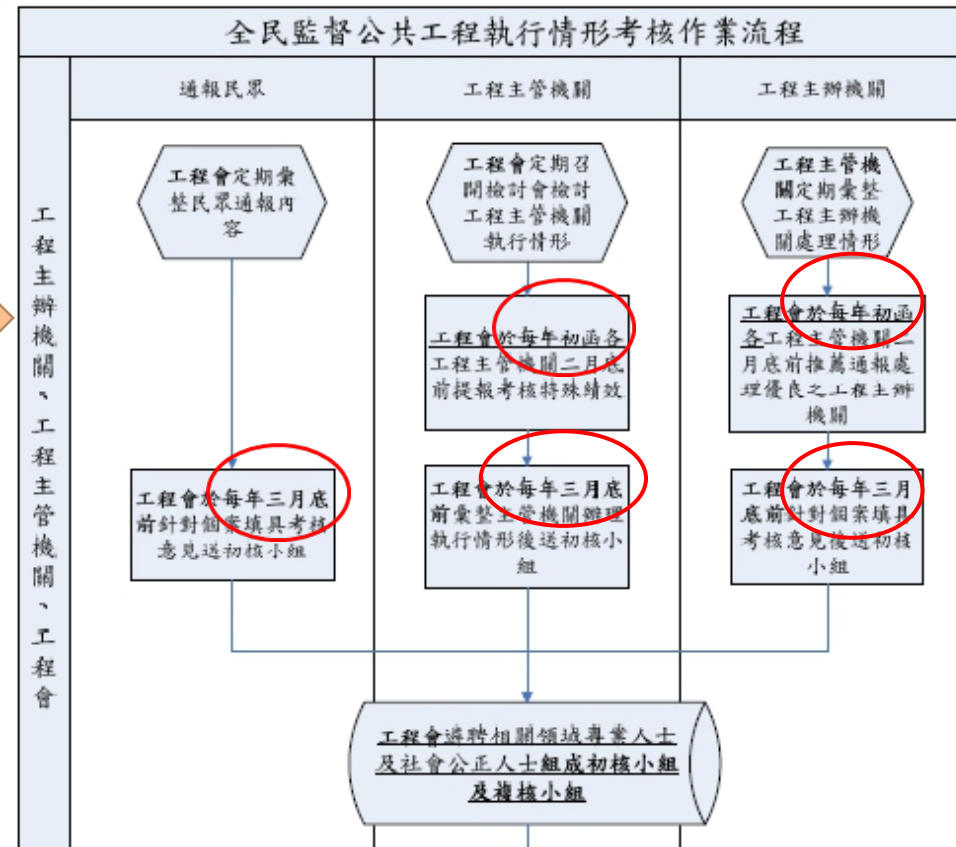 全民監督公共工程執行情形考核作業流程
工程主辦機關、工程主管機關、工程會
通報民眾
工程主管機關
工程主辦機關
工程會定期彙
整民眾通報內
容
工程會定期召
開檢討會檢討
工程主管機關
執行情形
工程主管機
關定期彙整
工程主辦機
關處理情形
工程會於每年初函各
工程主管機關二月底
前提報考核特殊績效
工程會於每年初函
各工程主管機關二
月底前推薦通報處
理優良之工程主辦
機關
工程會於每年三月底
前針對個案填具考核
意見送初核小組
工程會於每年三月底
前彙整主管機關辦理
執行情形後送初核小
組
工程會於每年三月
底前針對個案填具
考核意見後送初核
小組
工程會遴聘相關領域專業人士
及社會公正人士組成初核小組
及複核小組